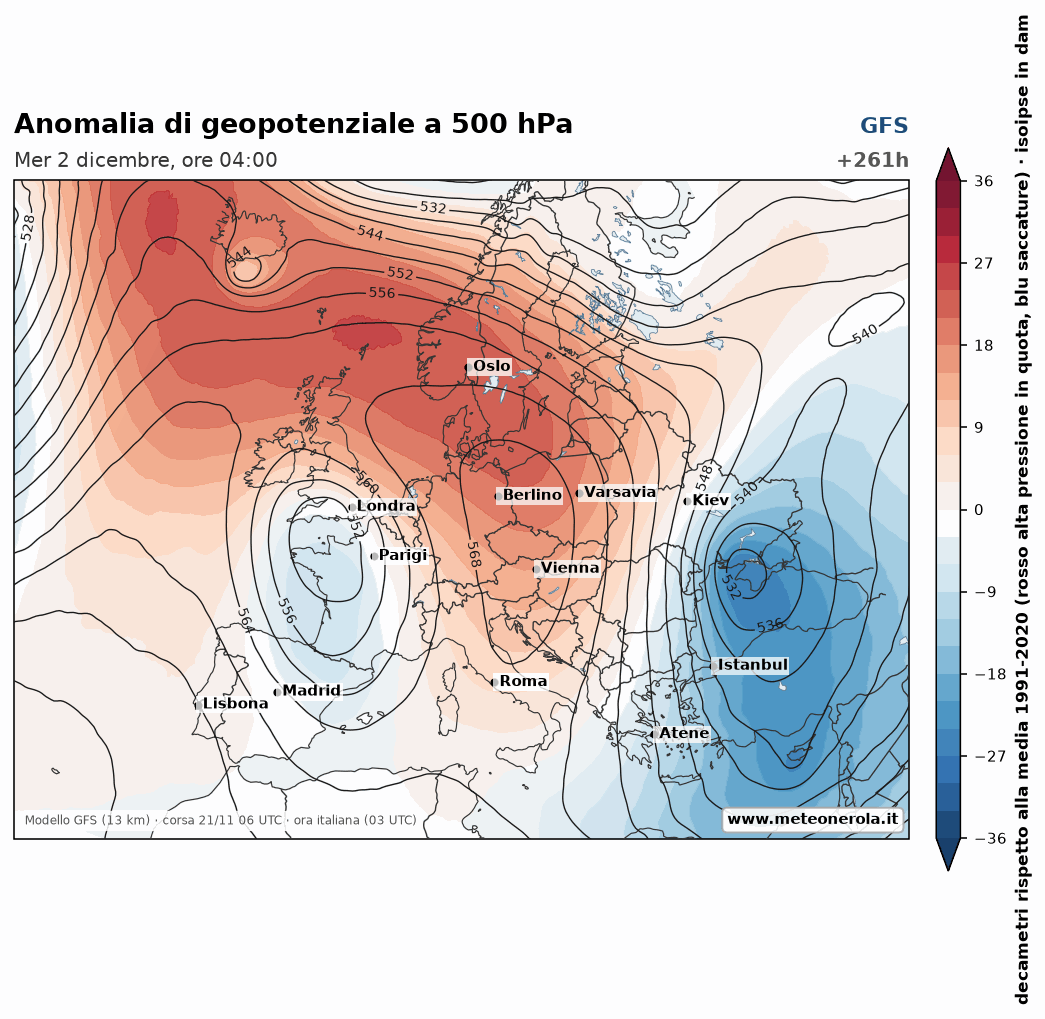 Anomalia di geopotenziale a 500 hPa
GFS
Mer 2 dicembre, ore 04:00
+261h
528
532
544
544
552
556
540
Oslo
560
548
540
Londra
Berlino
Varsavia
Kiev
Parigi
568
Vienna
532
556
564
536
Istanbul
Roma
Madrid
Lisbona
Atene
Modello GFS (13 km) · corsa 21/11 06 UTC · ora italiana (03 UTC)
www.meteonerola.it
36
27
18
9
0
−9
−18
−27
−36
decametri rispetto alla media 1991-2020 (rosso alta pressione in quota, blu saccature) · isoipse in dam